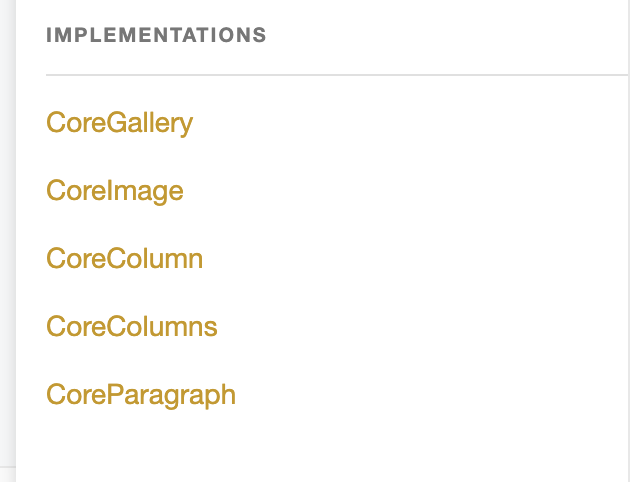 IMPLEMENTATIONS
CoreGallery
CoreImage
CoreColumn
CoreColumns
CoreParagraph